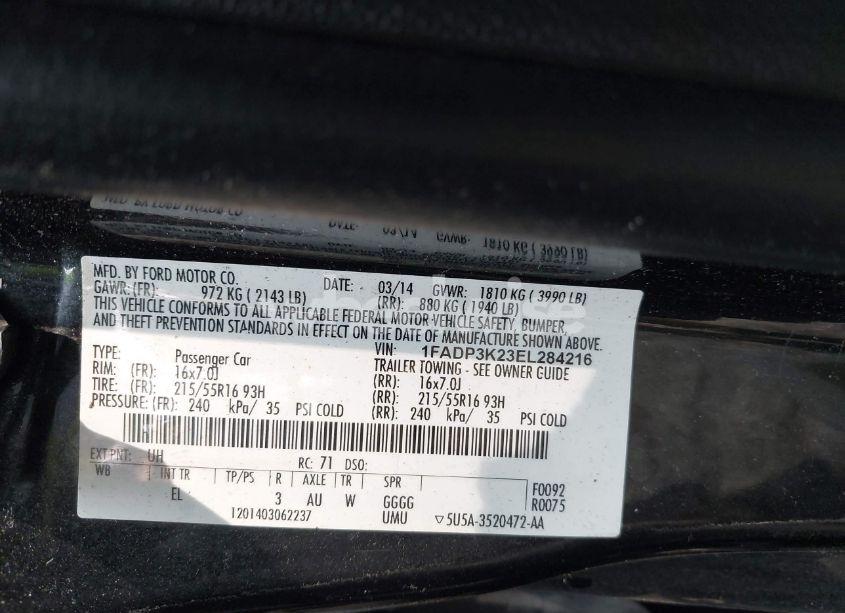 MFD. BY FORD MOTOR CO.
DATE: - 03/14 GVWR: 1810 KG ( 3990 LB)
GAWR: (FR): 972 KG ( 2143 LB) (RR): 880 KG ( 1940 LB)
THIS VEHICLE CONFORMS TO ALL APPLICABLE FEDERAL MOTOR VEHICLE SAFETY, BUMPER,
AND THEFT PREVENTION STANDARDS IN EFFECT ON THE DATE OF MANUFACTURE SHOWN ABOVE.
VIN: 1FADP3K23EL284216
TYPE: Passenger Car TRAILER TOWING - SEE OWNER GUIDE
RIM: (FR): 16x7.0J (RR): 16x7.0J
TIRE: (FR): 215/55R16 93H (RR): 215/55R16 93H
PRESSURE: (FR): 240 kPa/ 35 PSI COLD (RR): 240 kPa/ 35 PSI COLD
EXT PNT: UH RC: 71 DSO:
WB INT TR TP/PS R AXLE TR SPR F0092
EL 3 AU W GGGG R0075
1201403062237 UMU ▽5U5A-3520472-AA